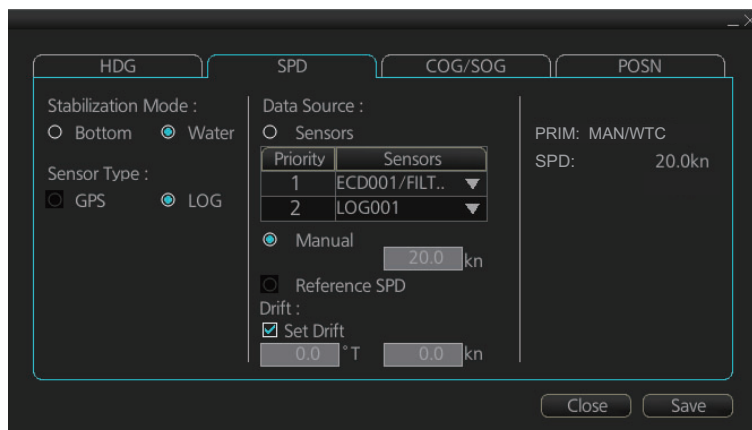 HDG
SPD
COG/SOG
POSN
Stabilization Mode :
Bottom
Water
Sensor Type :
GPS
LOG
Data Source :
Sensors
Priority Sensors
1 ECD001/FILT..
2 LOG001
Manual
20.0 kn
Reference SPD
Drift :
Set Drift
0.0 °T 0.0 kn
PRIM: MAN/WTC
SPD: 20.0kn
Close
Save